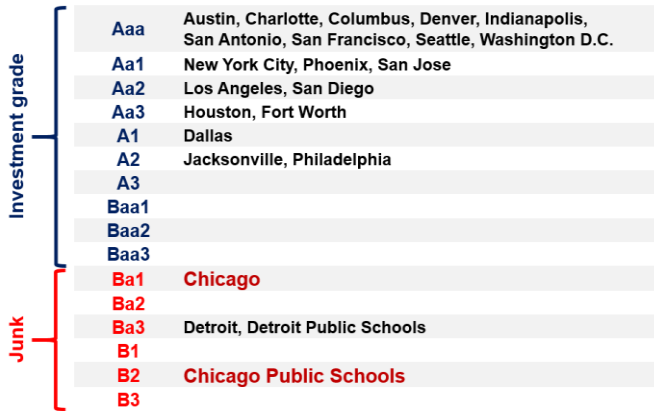 Investment grade
Aaa Austin, Charlotte, Columbus, Denver, Indianapolis,
San Antonio, San Francisco, Seattle, Washington D.C.
Aa1 New York City, Phoenix, San Jose
Aa2 Los Angeles, San Diego
Aa3 Houston, Fort Worth
A1 Dallas
A2 Jacksonville, Philadelphia
A3
Baa1
Baa2
Baa3
Junk
Ba1 Chicago
Ba2
Ba3 Detroit, Detroit Public Schools
B1
B2 Chicago Public Schools
B3